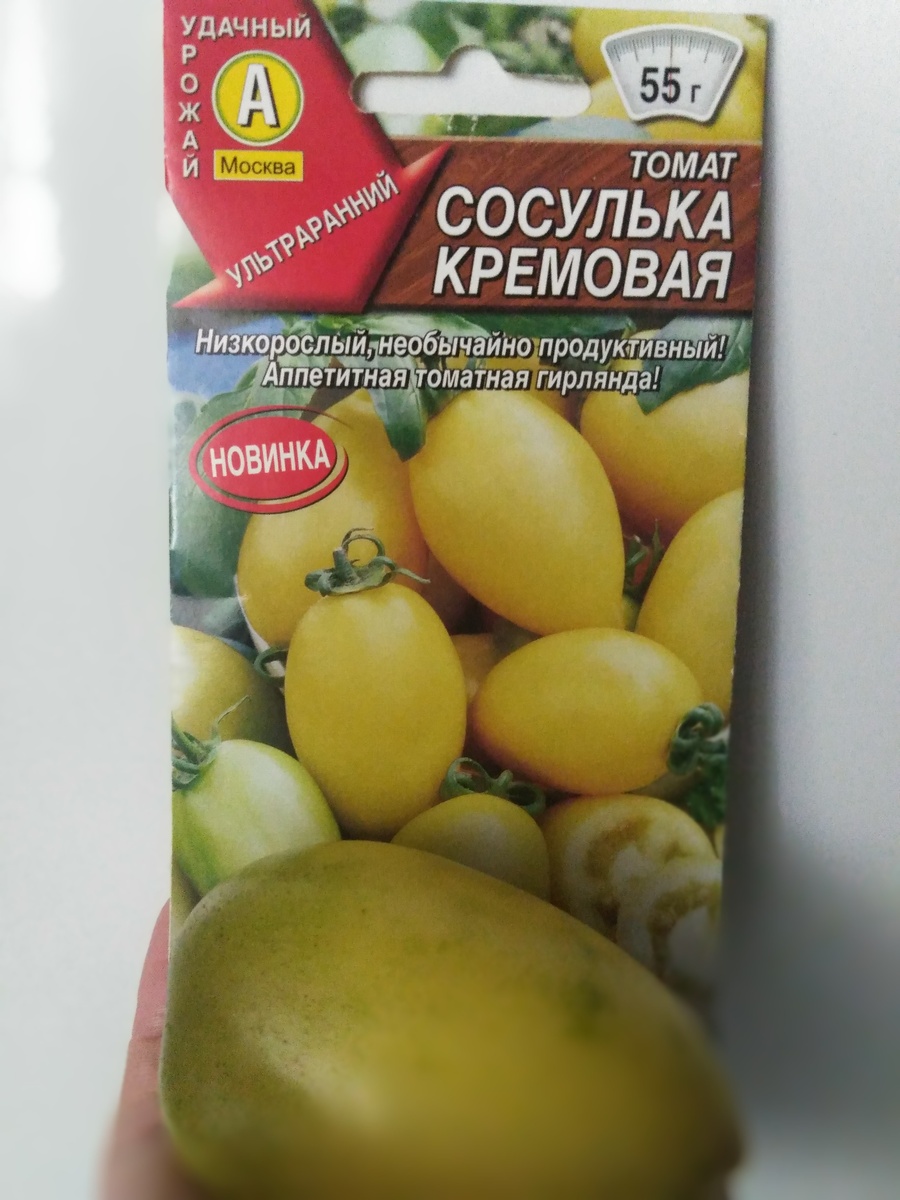 УДАЧНЫЙ
УРОЖАЙ
А
Москва
УЛЬТРАРАННИЙ
55 г
ТОМАТ
СОСУЛЬКА
КРЕМОВАЯ
Низкорослый, необычайно продуктивный!
Аппетитная томатная гирлянда!
НОВИНКА